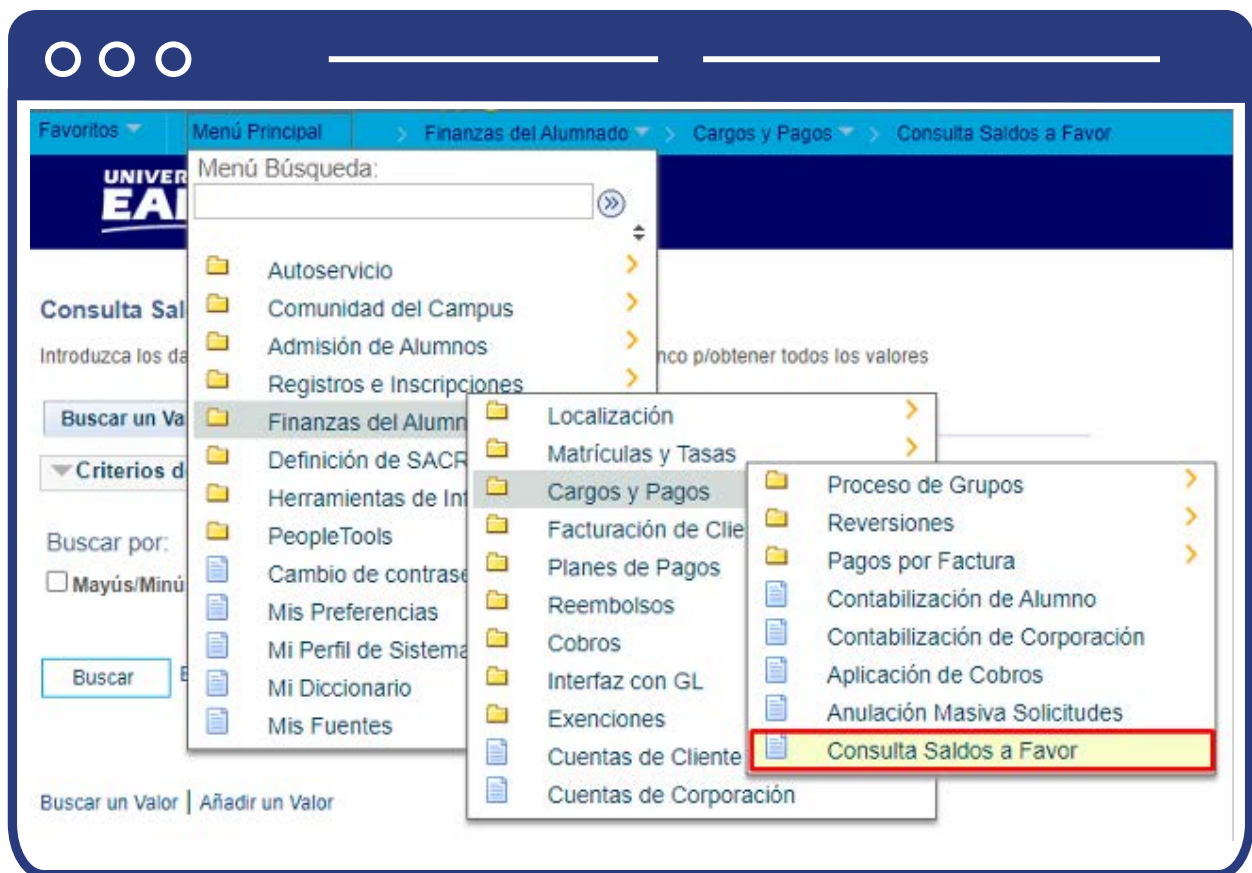 Favoritos Menú Principal Finanzas del Alumnado Cargos y Pagos Consulta Saldos a Favor
Menú Búsqueda:
UNIVER
EA
Autoservicio
Comunidad del Campus
Admisión de Alumnos
Registros e Inscripciones
Finanzas del Alumn
Definición de SACR
Herramientas de Int
PeopleTools
Cambio de contrase
Mis Preferencias
Mi Perfil de Sistema
Mi Diccionario
Mis Fuentes
Consulta Sal
Introduzca los da
nco p/obtener todos los valores
Buscar un Va
Criterios d
Buscar por:
Mayús/Minú
Buscar
Localización
Matrículas y Tasas
Cargos y Pagos
Facturación de Clie
Planes de Pagos
Reembolsos
Cobros
Interfaz con GL
Exenciones
Cuentas de Cliente
Cuentas de Corporación
Proceso de Grupos
Reversiones
Pagos por Factura
Contabilización de Alumno
Contabilización de Corporación
Aplicación de Cobros
Anulación Masiva Solicitudes
Consulta Saldos a Favor
Buscar un Valor | Añadir un Valor